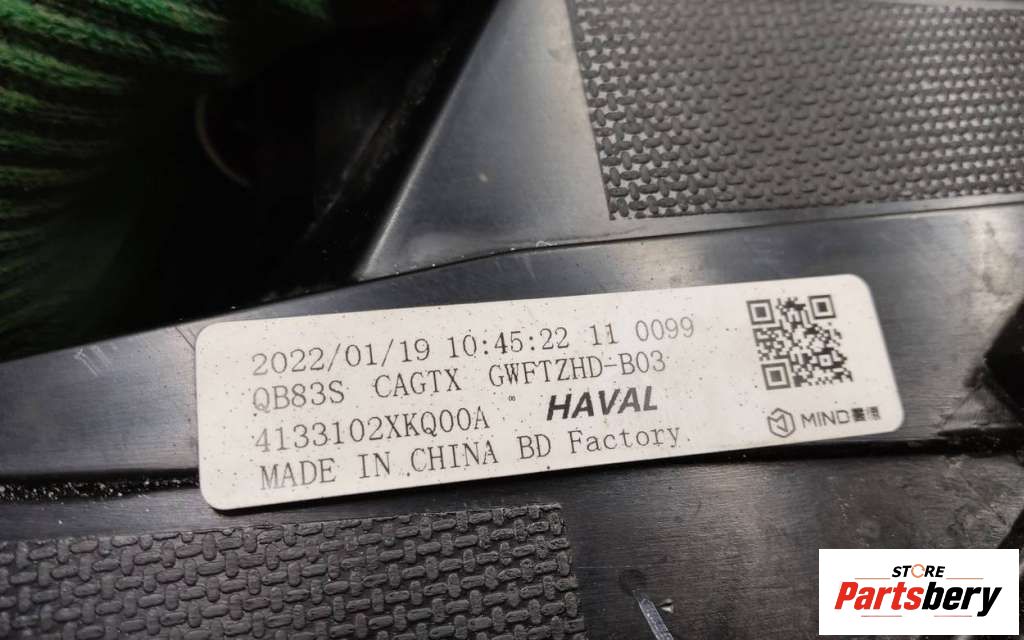 2022/01/19 10:45:22 11 0099
QB83S CAGTX GWFTZHD-B03
4133102XKQ00A HAVAL
MADE IN CHINA BD Factory
MIND
STORE
Partsbery